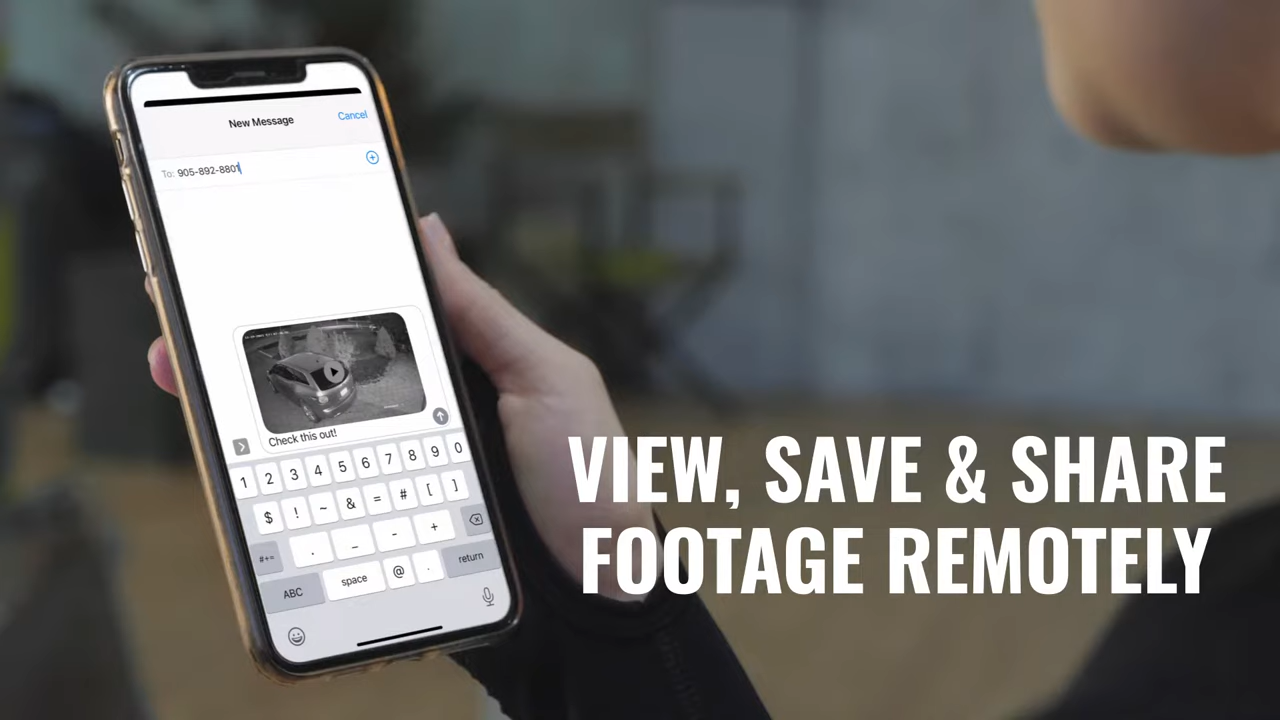 New Message
Cancel
To: 905-892-8801
Check this out!
1 2 3 4 5 6 7 8 9 0
$ ! ~ & = # [ ]
#+= . _ - +
ABC space @ . return
VIEW, SAVE & SHARE
FOOTAGE REMOTELY